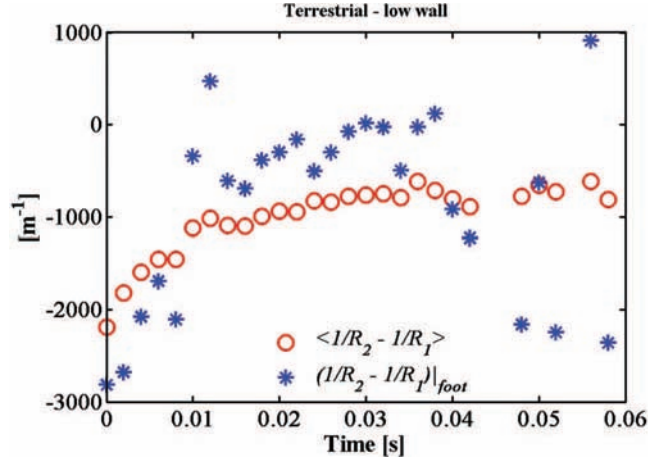 Terrestrial - low wall
1000
0
-1000
-2000
-3000
[m⁻¹]
<1/R₂ - 1/R₁>
(1/R₂ - 1/R₁)|foot
0 0.01 0.02 0.03 0.04 0.05 0.06
Time [s]